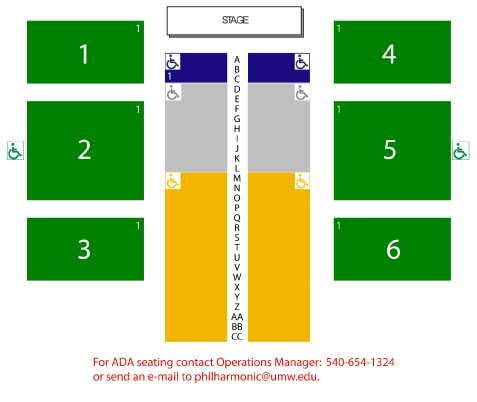 STAGE
1
1
1
4
A
B
C
D
E
F
G
H
I
J
K
L
M
N
O
P
Q
R
S
T
U
V
W
X
Y
Z
AA
BB
CC
1
1
2
1
5
1
3
1
6
For ADA seating contact Operations Manager: 540-654-1324
or send an e-mail to philharmonic@umw.edu.